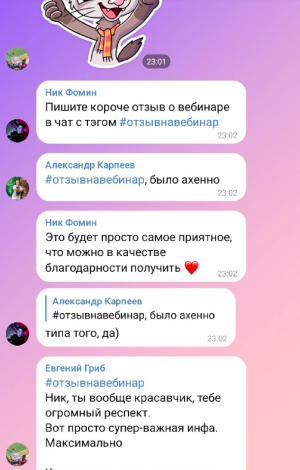 23:01
Ник Фомин
Пишите короче отзыв о вебинаре
в чат с тэгом #отзывнавебинар
23:02
Александр Карпеев
#отзывнавебинар, было ахенно
23:02
Ник Фомин
Это будет просто самое приятное,
что можно в качестве
благодарности получить ❤️
23:02
Александр Карпеев
#отзывнавебинар, было ахенно
типа того, да)
23:02
Евгений Гриб
#отзывнавебинар
Ник, ты вообще красавчик, тебе
огромный респект.
Вот просто супер-важная инфа.
Максимально